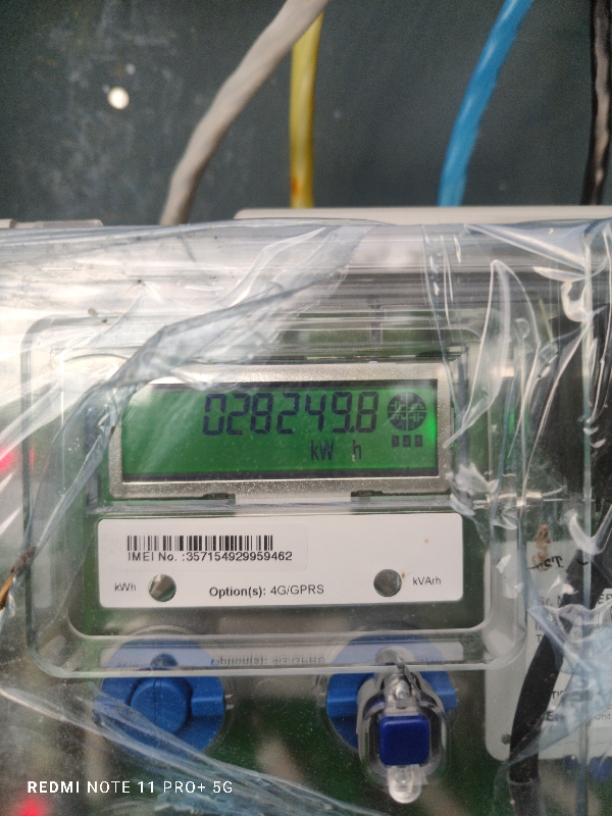 028249.8
kW h
IMEI No. :357154929959462
kWh
Option(s): 4G/GPRS
kVArh
REDMI NOTE 11 PRO+ 5G